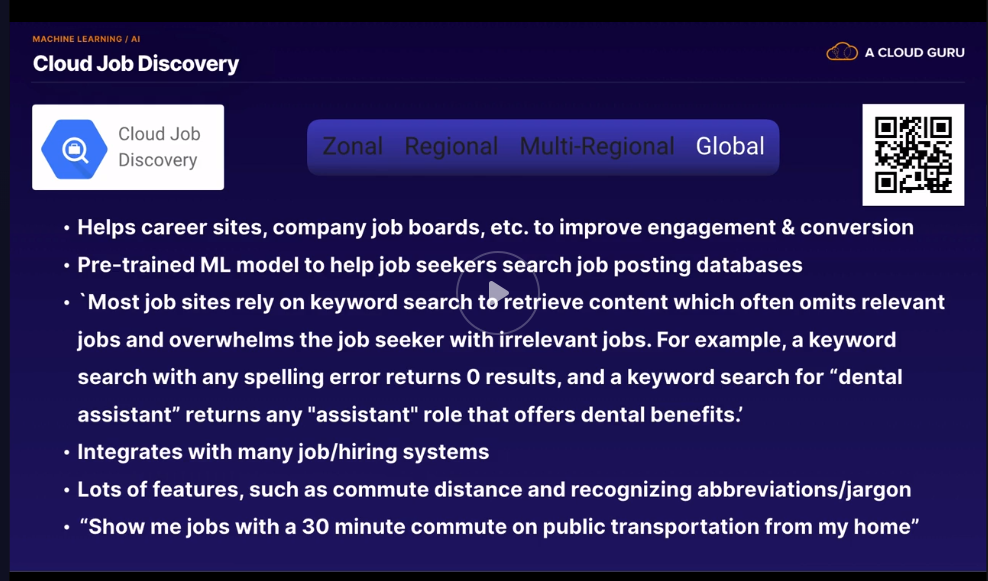 MACHINE LEARNING / AI
Cloud Job Discovery
A CLOUD GURU
Cloud Job
Discovery
Zonal Regional Multi-Regional Global
• Helps career sites, company job boards, etc. to improve engagement & conversion
• Pre-trained ML model to help job seekers search job posting databases
• `Most job sites rely on keyword search to retrieve content which often omits relevant
jobs and overwhelms the job seeker with irrelevant jobs. For example, a keyword
search with any spelling error returns 0 results, and a keyword search for “dental
assistant” returns any "assistant" role that offers dental benefits.’
• Integrates with many job/hiring systems
• Lots of features, such as commute distance and recognizing abbreviations/jargon
• “Show me jobs with a 30 minute commute on public transportation from my home”